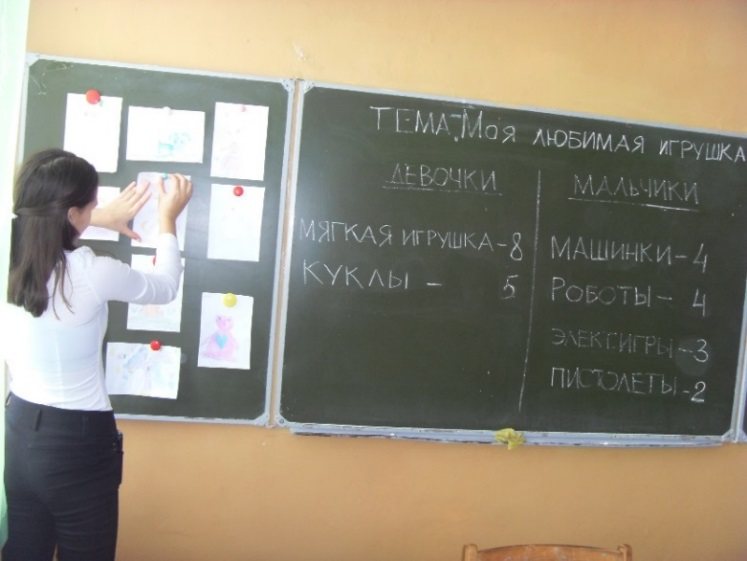 ТЕМА: Моя ЛЮБИМАЯ ИГРУШКА
ДЕВОЧКИ
МЯГКАЯ ИГРУШКА-8
КУКЛЫ - 5
МАЛЬЧИКИ
МАШИНКИ-4
РОБОТЫ- 4
ЭЛЕКТ.ИГРЫ-3
ПИСТОЛЕТЫ-2